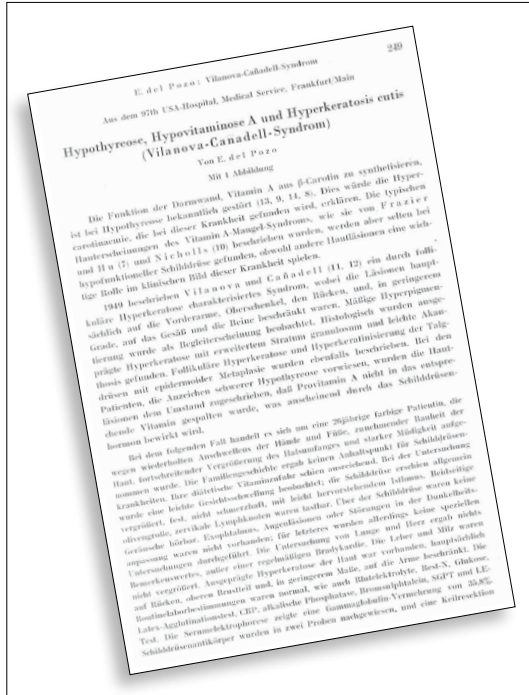 249
E. del Pozo: Vilanova-Cañadell-Syndrom
Aus dem 97th USA-Hospital, Medical Service, Frankfurt/Main
Hypothyreose, Hypovitaminose A und Hyperkeratosis cutis
(Vilanova-Canadell-Syndrom)
Von E. del Pozo
Mit 1 Abbildung
Die Funktion der Darmwand, Vitamin A aus β-Carotin zu synthetisieren,
ist bei Hypothyreose bekanntlich gestört (13, 9, 14, 8). Dies würde die Hyper-
carotinaemie, die bei dieser Krankheit gefunden wird, erklären. Die typischen
Hauterscheinungen des Vitamin A-Mangel-Syndroms, wie sie von Frazier
und Hu (7) und Nicholls (10) beschrieben wurden, werden aber selten bei
hypofunktioneller Schilddrüse gefunden, obwohl andere Hautläsionen eine wich-
tige Rolle im klinischen Bild dieser Krankheit spielen.
1949 beschrieben Vilanova und Cañadell (11, 12) ein durch folli-
kuläre Hyperkeratose charakterisiertes Syndrom, wobei die Läsionen haupt-
sächlich auf die Vorderarme, Oberschenkel, den Rücken, und, in geringerem
Grade, auf das Gesäß und die Beine beschränkt waren. Mäßige Hyperpigmen-
tierung wurde als Begleiterscheinung beobachtet. Histologisch wurden ausge-
prägte Hyperkeratose mit erweitertem Stratum granulosum und leichte Akan-
thosis gefunden. Follikuläre Hyperkeratose und Hyperkeratinisierung der Talg-
drüsen mit epidermoider Metaplasie wurden ebenfalls beschrieben. Bei den
Patienten, die Anzeichen schwerer Hypothyreose vorwiesen, wurden die Haut-
läsionen dem Umstand zugeschrieben, daß Provitamin A nicht in das entspre-
chende Vitamin gespalten wurde, was anscheinend durch das Schilddrüsen-
hormon bewirkt wird.
Bei dem folgenden Fall handelt es sich um eine 26jährige farbige Patientin, die
wegen wiederholten Anschwellens der Hände und Füße, zunehmender Rauheit der
Haut, fortschreitender Vergrößerung des Halsumfanges und starker Müdigkeit aufge-
nommen wurde. Die Familiengeschichte ergab keinen Anhaltspunkt für Schilddrüsen-
krankheiten. Ihre diätetische Vitaminzufuhr schien ausreichend. Bei der Untersuchung
wurde eine leichte Gesichtsschwellung beobachtet; die Schilddrüse erschien allgemein
vergrößert, fest, nicht schmerzhaft, mit leicht hervorstehendem Isthmus. Beidseitige
olivengroße, zervikale Lymphknoten waren tastbar. Über der Schilddrüse waren keine
Geräusche hörbar. Exophthalmus, Augenläsionen oder Störungen in der Dunkelheits-
anpassung waren nicht vorhanden; für letzteres wurden allerdings keine speziellen
Untersuchungen durchgeführt. Die Untersuchung von Lunge und Herz ergab nichts
Bemerkenswertes, außer einer regelmäßigen Bradykardie. Die Leber und Milz waren
nicht vergrößert. Ausgeprägte Hyperkeratose der Haut war vorhanden, hauptsächlich
auf Rücken, oberen Brustteil und, in geringerem Maße, auf die Arme beschränkt. Die
Routinelaborbestimmungen waren normal, wie auch Blutelektrolyte, Rest-N, Glukose,
Latex-Agglutinationstest, CRP, alkalische Phosphatase, Bromsulphtalein, SGPT und LE-
Test. Die Serumelektrophorese zeigte eine Gammaglobulin-Vermehrung von 35,8%.
Schilddrüsenantikörper wurden in zwei Proben nachgewiesen, und eine Keilresektion